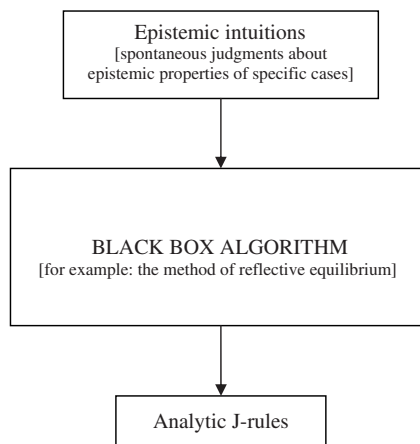 Epistemic intuitions
[spontaneous judgments about
epistemic properties of specific cases]
BLACK BOX ALGORITHM
[for example: the method of reflective equilibrium]
Analytic J-rules